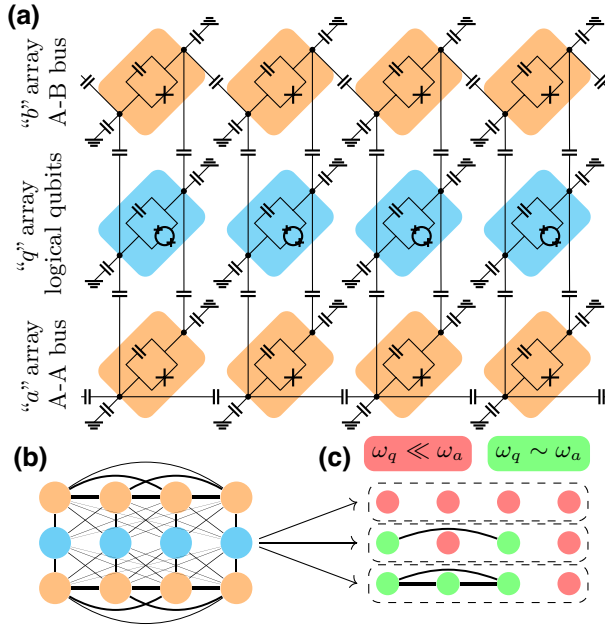 (a)
“b” array
A-B bus
“q” array
logical qubits
“a” array
A-A bus
(b)
(c)
ω_q ≪ ω_a
ω_q ∼ ω_a